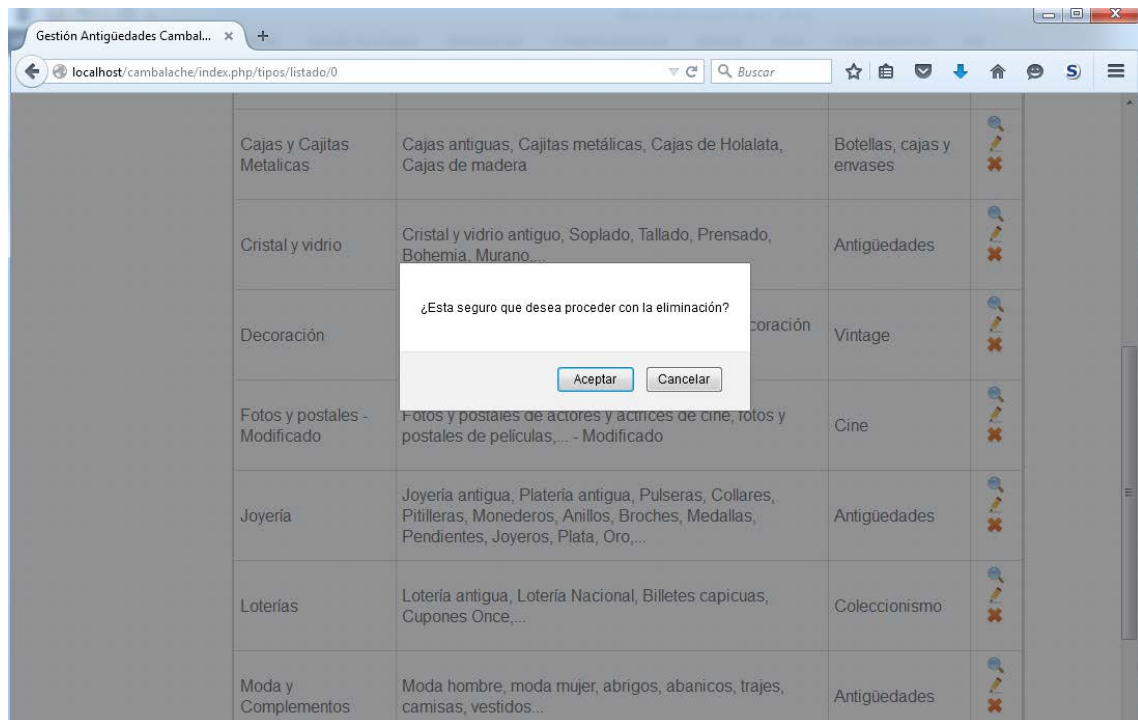 Gestión Antigüedades Cambal...
localhost/cambalache/index.php/tipos/listado/0
Buscar
Cajas y Cajitas
Metalicas
Cajas antiguas, Cajitas metálicas, Cajas de Holalata,
Cajas de madera
Botellas, cajas y
envases
Cristal y vidrio
Cristal y vidrio antiguo, Soplado, Tallado, Prensado,
Bohemia, Murano,...
Antigüedades
¿Esta seguro que desea proceder con la eliminación?
Aceptar
Cancelar
Decoración
coración
Vintage
Fotos y postales -
Modificado
Fotos y postales de actores y actrices de cine, fotos y
postales de películas,... - Modificado
Cine
Joyería
Joyería antigua, Platería antigua, Pulseras, Collares,
Pitilleras, Monederos, Anillos, Broches, Medallas,
Pendientes, Joyeros, Plata, Oro,...
Antigüedades
Loterías
Lotería antigua, Lotería Nacional, Billetes capicuas,
Cupones Once,...
Coleccionismo
Moda y
Complementos
Moda hombre, moda mujer, abrigos, abanicos, trajes,
camisas, vestidos...
Antigüedades